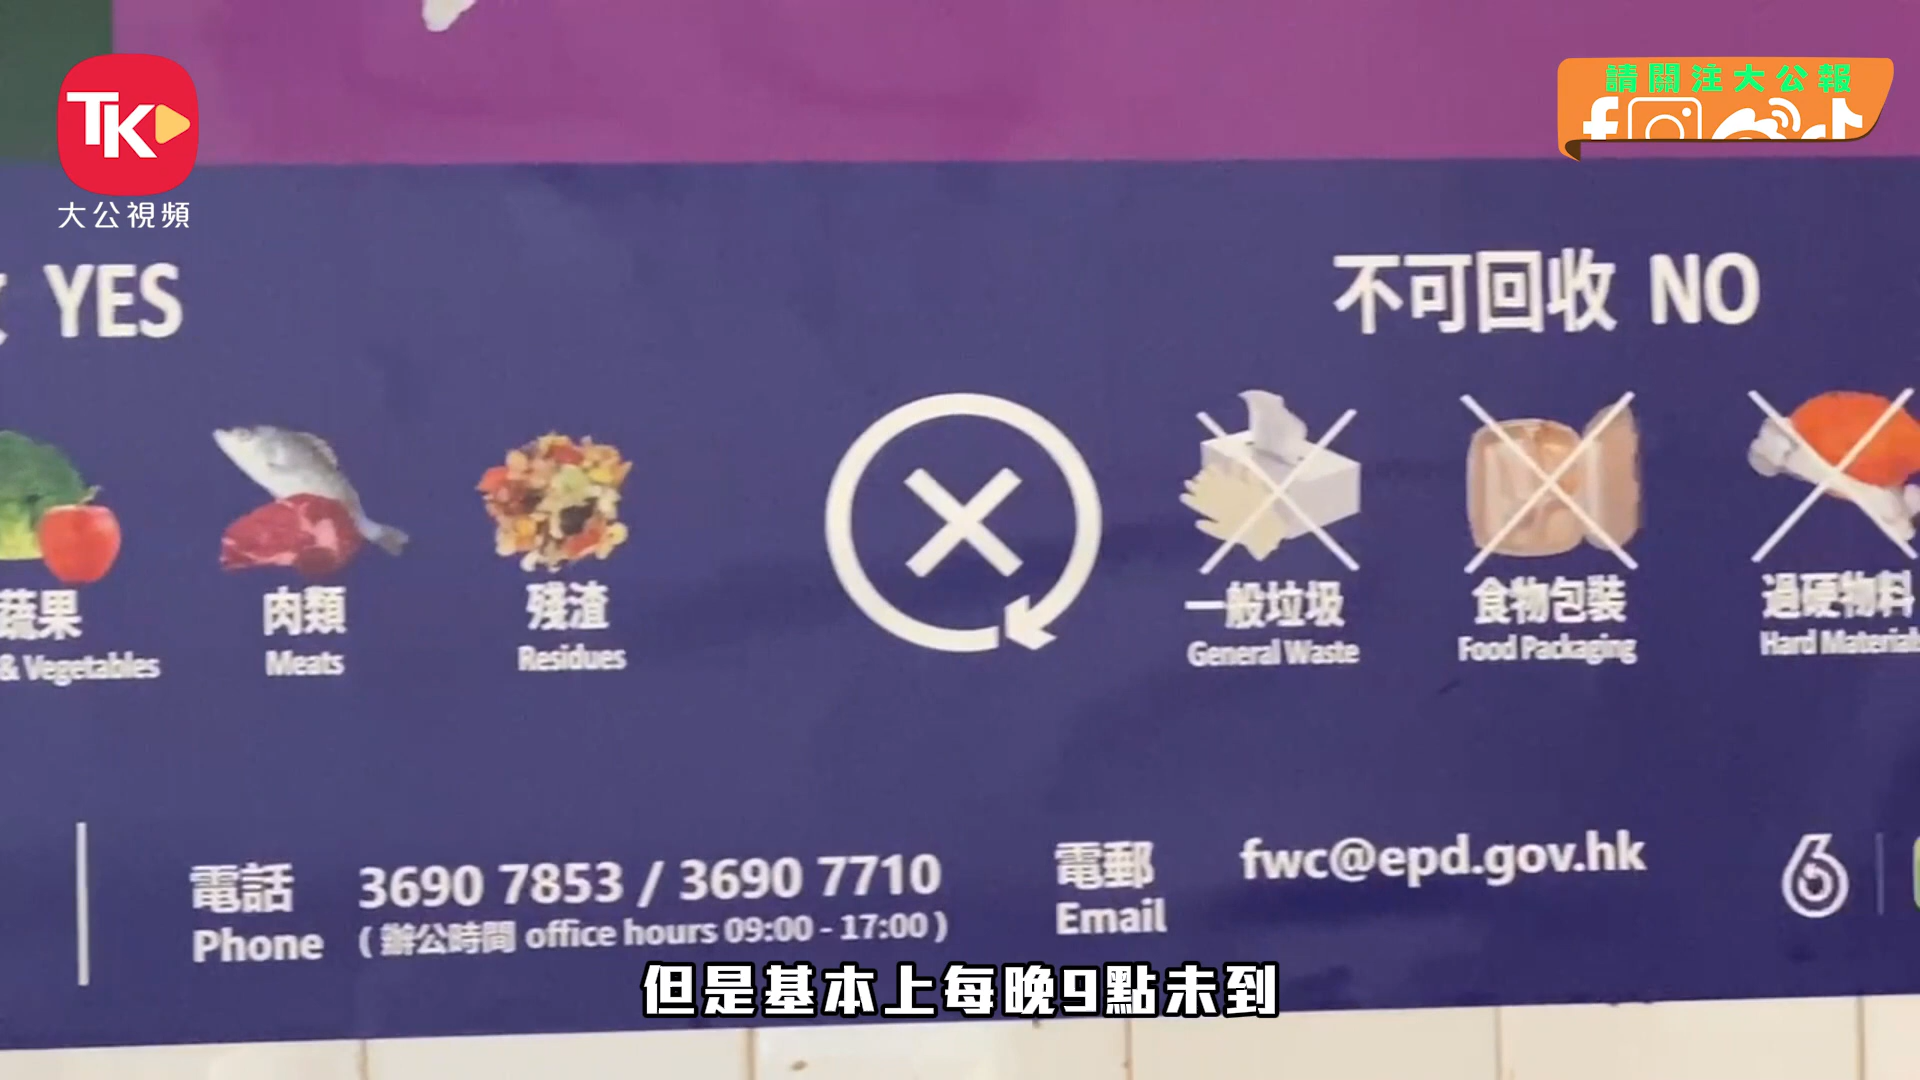 TK
大公視頻
請關注大公報
YES
不可回收 NO
蔬果
& Vegetables
肉類
Meats
殘渣
Residues
一般垃圾
General Waste
食物包裝
Food Packaging
過硬物料
Hard Materials
電話
Phone
3690 7853 / 3690 7710
( 辦公時間 office hours 09:00 - 17:00 )
電郵
Email
fwc@epd.gov.hk
但是基本上每晚9點未到